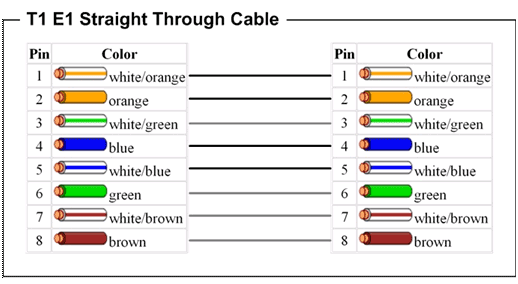 T1 E1 Straight Through Cable
Pin Color Pin Color
1 white/orange 1 white/orange
2 orange 2 orange
3 white/green 3 white/green
4 blue 4 blue
5 white/blue 5 white/blue
6 green 6 green
7 white/brown 7 white/brown
8 brown 8 brown